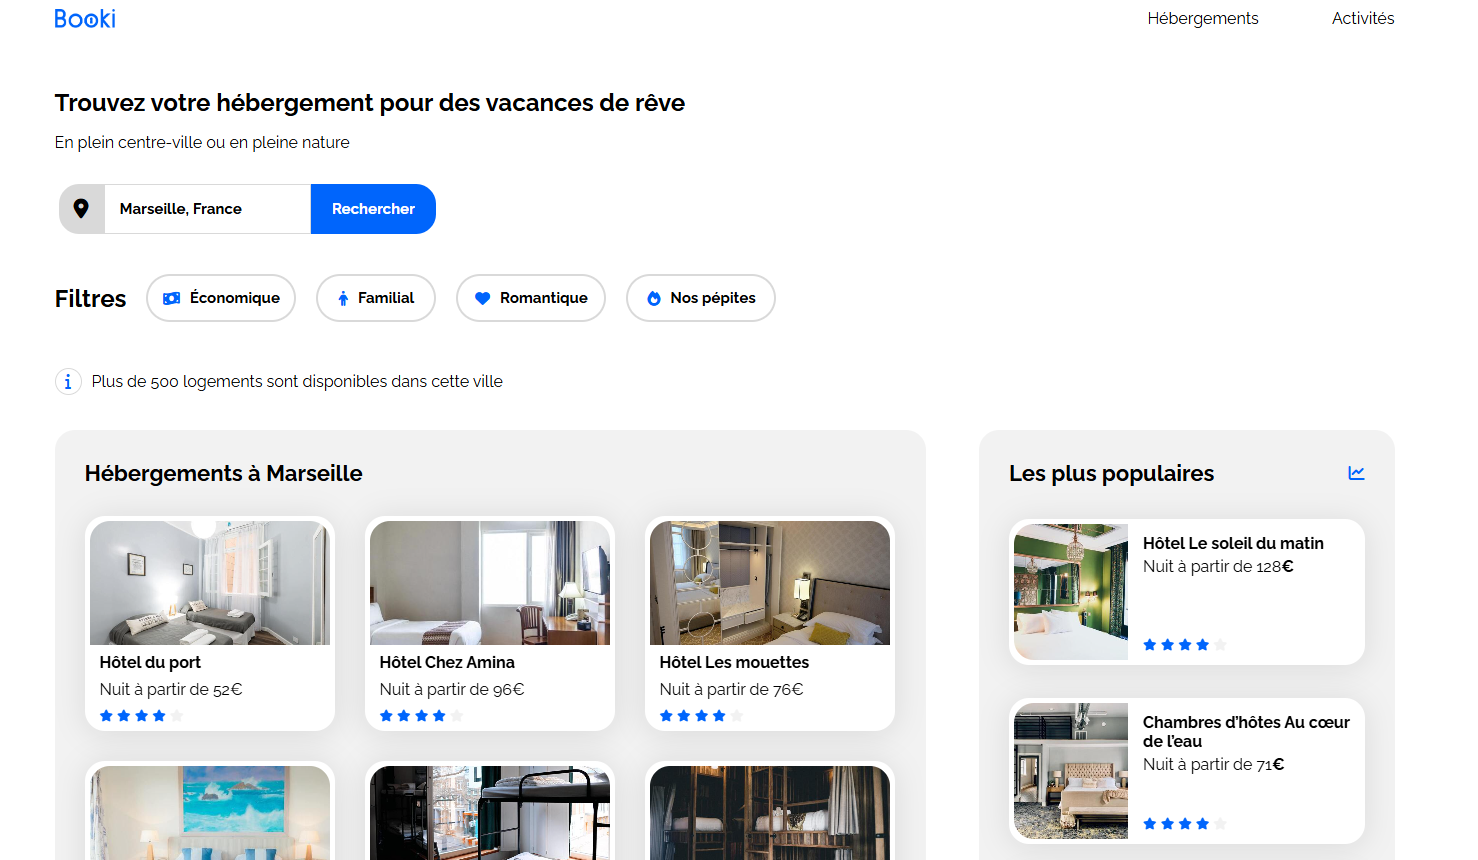 Booki
Hébergements
Activités
Trouvez votre hébergement pour des vacances de rêve
En plein centre-ville ou en pleine nature
Marseille, France
Rechercher
Filtres
Économique
Familial
Romantique
Nos pépites
Plus de 500 logements sont disponibles dans cette ville
Hébergements à Marseille
Hôtel du port
Nuit à partir de 52€
Hôtel Chez Amina
Nuit à partir de 96€
Hôtel Les mouettes
Nuit à partir de 76€
Les plus populaires
Hôtel Le soleil du matin
Nuit à partir de 128€
Chambres d'hôtes Au cœur
de l'eau
Nuit à partir de 71€